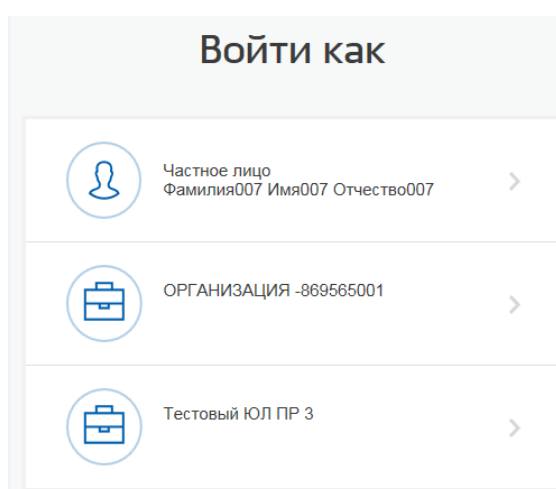 Войти как
Частное лицо
Фамилия007 Имя007 Отчество007
ОРГАНИЗАЦИЯ -869565001
Тестовый ЮЛ ПР 3